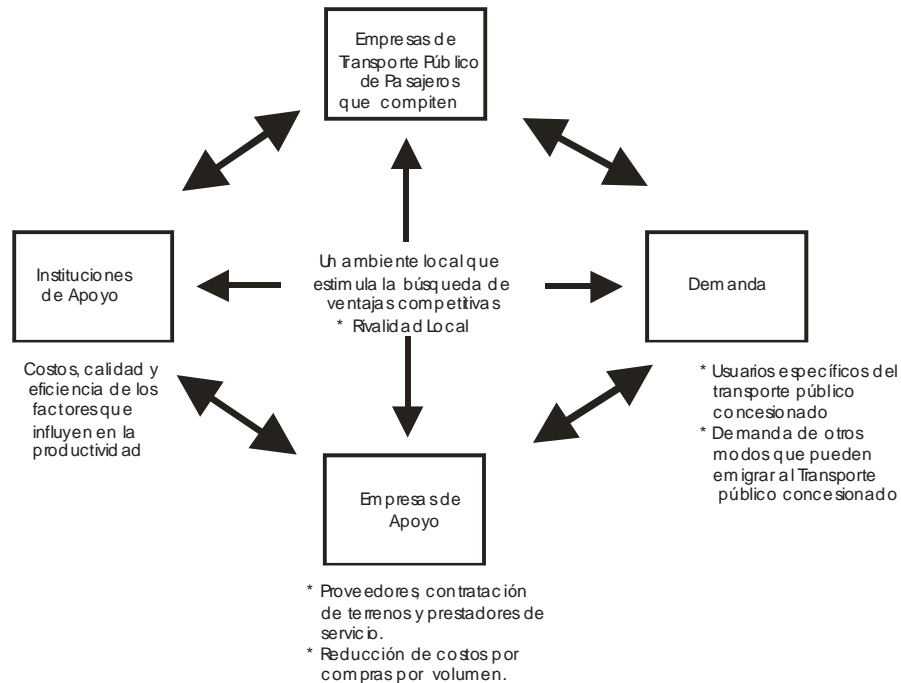 Empresas de
Transporte Público
de Pasajeros
que compiten
Instituciones
de Apoyo
Costos, calidad y
eficiencia de los
factores que
influyen en la
productividad
Un ambiente local que
estimula la búsqueda de
ventajas competitivas
* Rivalidad Local
Demanda
* Usuarios específicos del
transporte público
concesionado
* Demanda de otros
modos que pueden
emigrar al Transporte
público concesionado
Empresas de
Apoyo
* Proveedores, contratación
de terrenos y prestadores de
servicio.
* Reducción de costos por
compras por volumen.